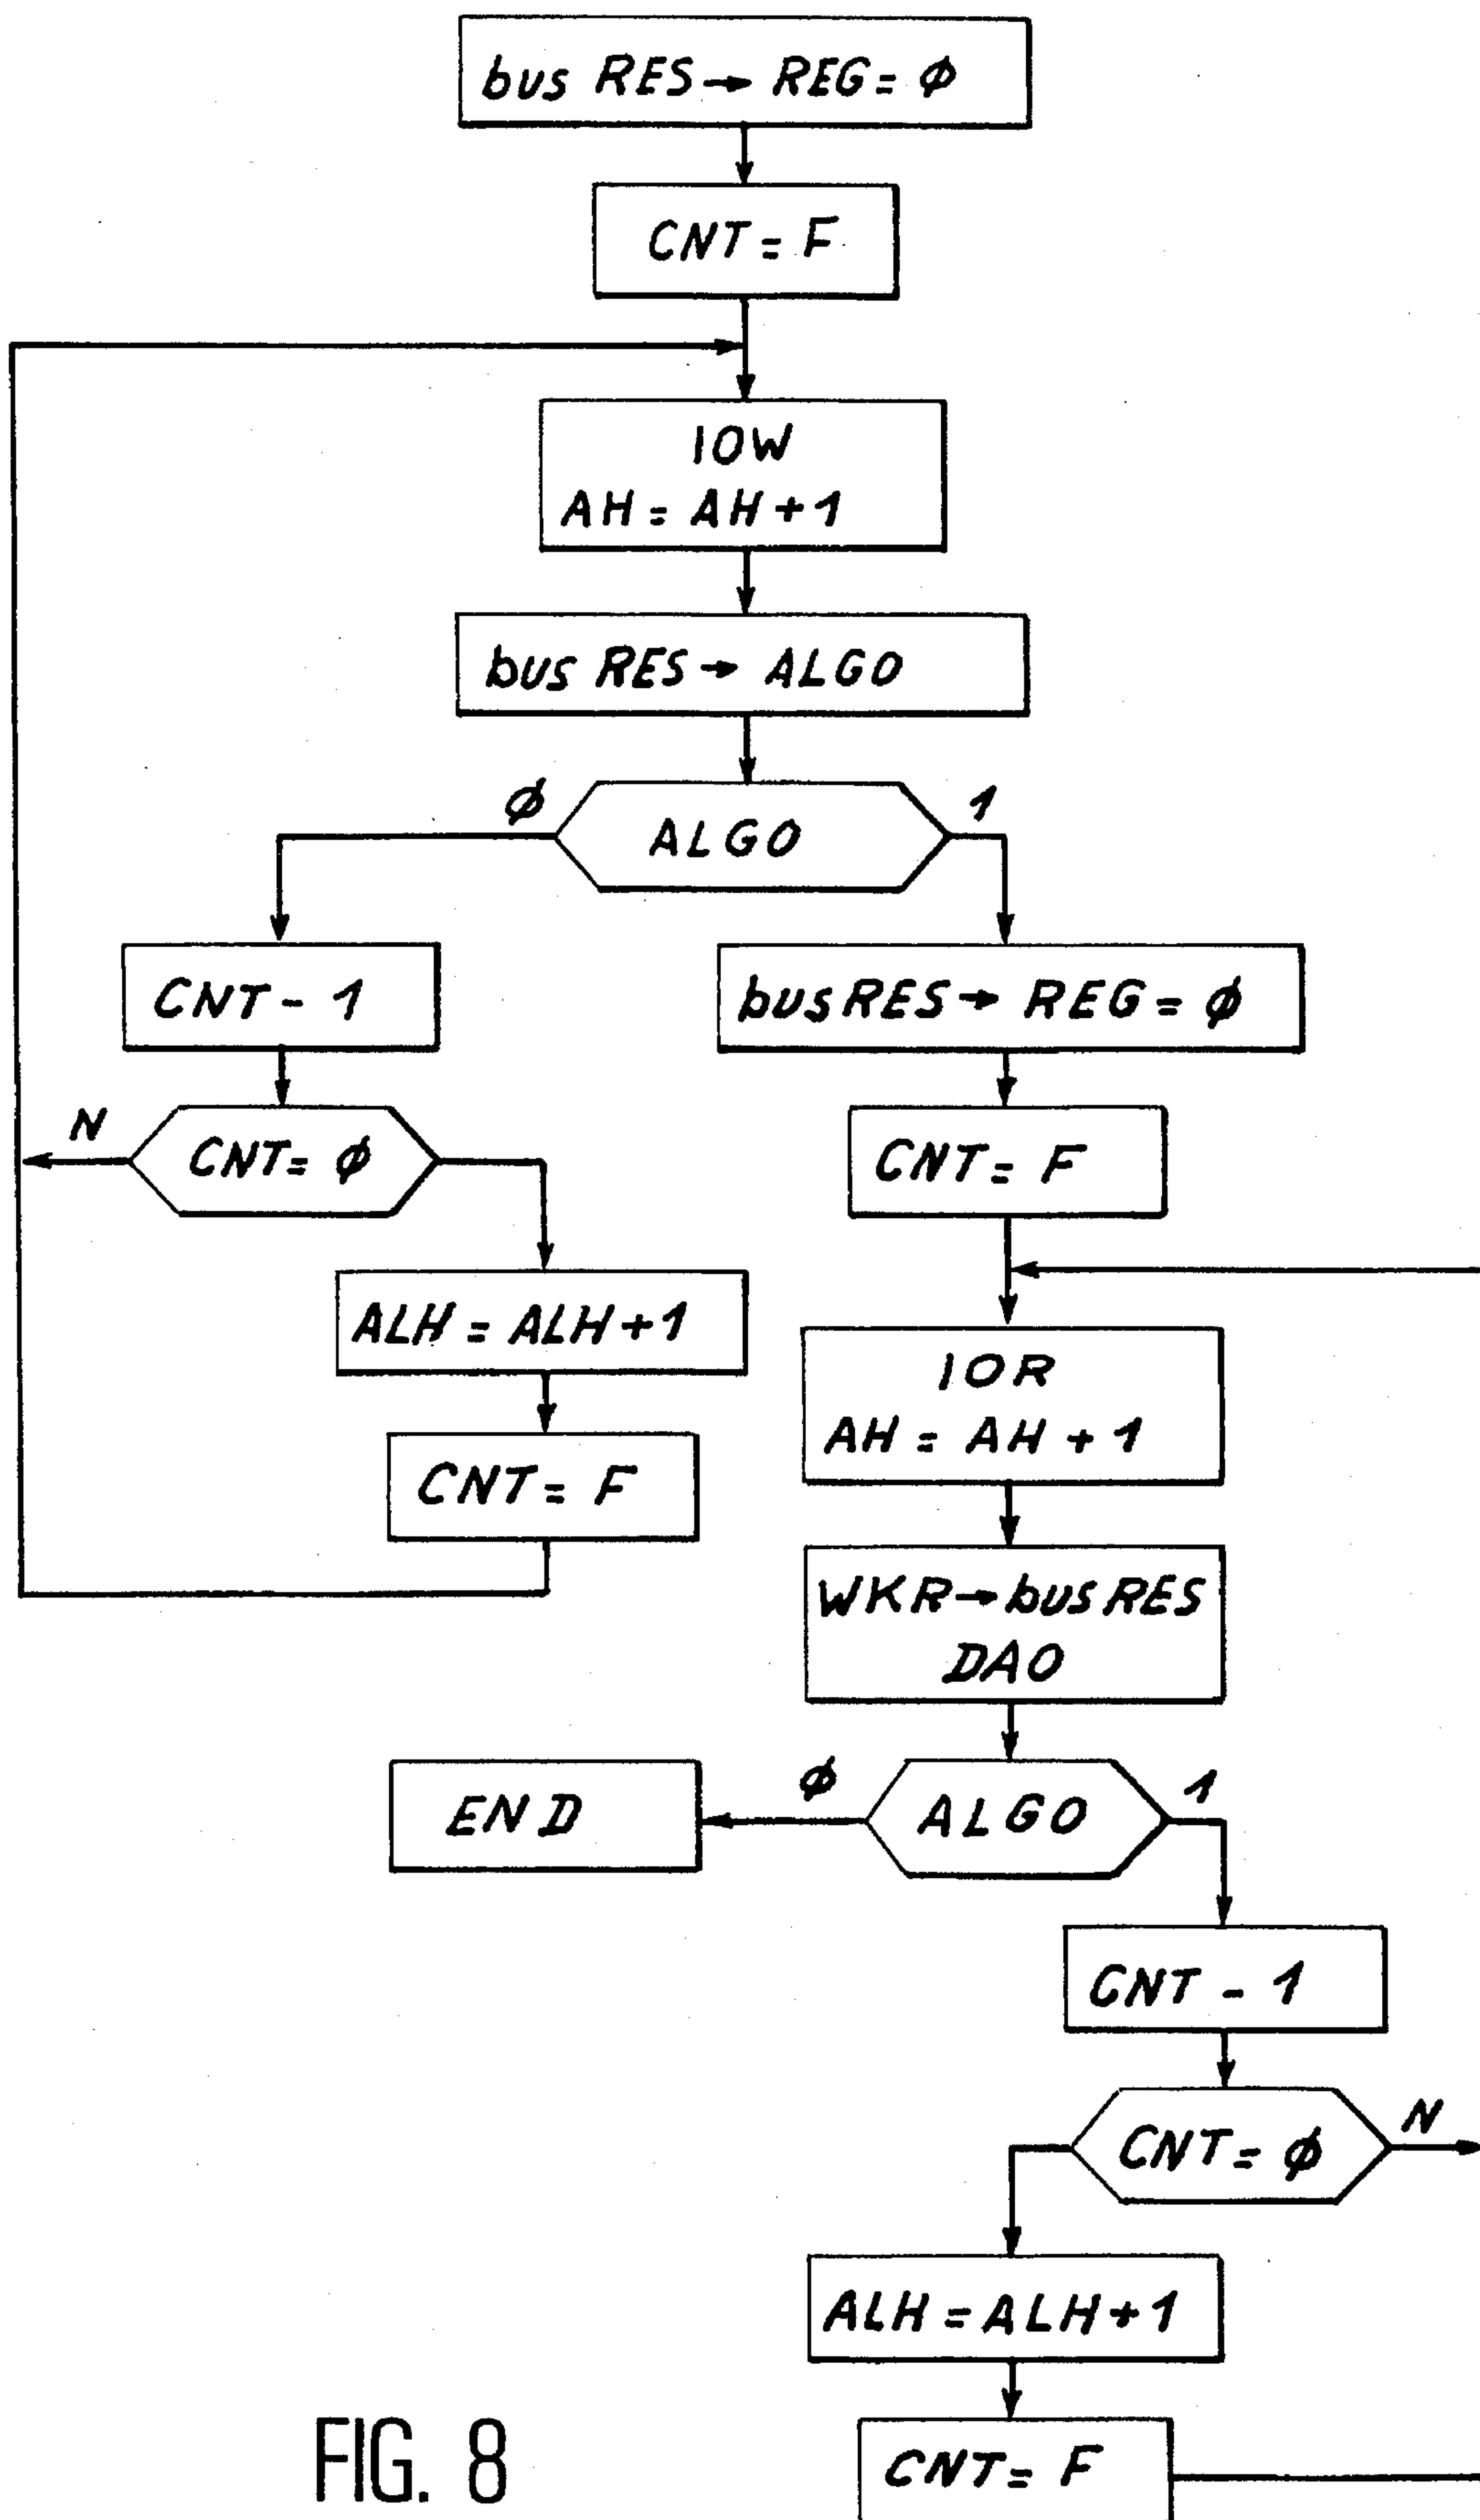 bus RES → REG = ϕ
CNT = F
IOW
AH = AH + 1
bus RES → ALGO
ϕ
ALGO
1
CNT - 1
bus RES → REG = ϕ
N
CNT = ϕ
CNT = F
ALH = ALH + 1
IOR
AH = AH + 1
CNT = F
WKR → bus RES
DAO
END
ϕ
ALGO
1
CNT - 1
CNT = ϕ
N
ALH = ALH + 1
CNT = F
FIG. 8